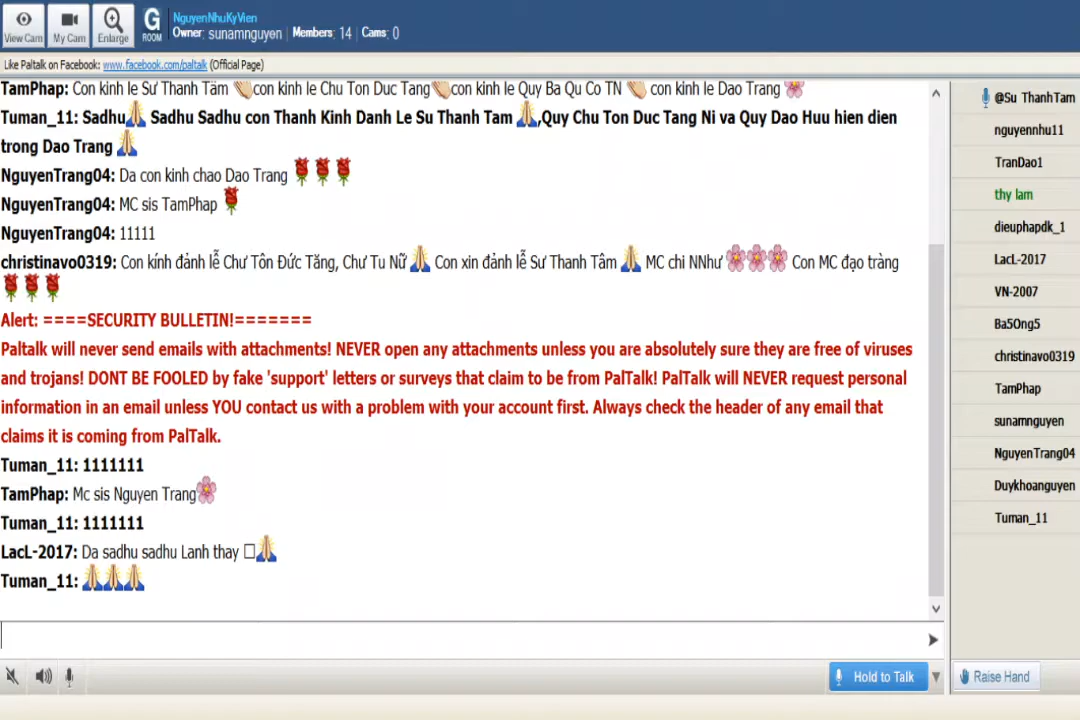 View Cam
My Cam
Enlarge
G
ROOM
NguyenNhuKyVien
Owner: sunamnguyen | Members: 14 | Cams: 0
Like Paltalk on Facebook: www.facebook.com/paltalk (Official Page)
TamPhap: Con kinh le Sư Thanh Tâm 👏con kinh le Chu Ton Duc Tang👏con kinh le Quy Ba Qu Co TN 👏 con kinh le Dao Trang 🌸
Tuman_11: Sadhu🙏 Sadhu Sadhu con Thanh Kinh Danh Le Su Thanh Tam 🙏,Quy Chu Ton Duc Tang Ni va Quy Dao Huu hien dien
trong Dao Trang 🙏
NguyenTrang04: Da con kinh chao Dao Trang 🌹🌹🌹
NguyenTrang04: MC sis TamPhap 🌹
NguyenTrang04: 11111
christinavo0319: Con kính đảnh lễ Chư Tôn Đức Tăng, Chư Tu Nữ🙏 Con xin đảnh lễ Sư Thanh Tâm 🙏 MC chi NNhư 🌸🌸🌸 Con MC đạo tràng
🌹🌹🌹
Alert: ====SECURITY BULLETIN!=======
Paltalk will never send emails with attachments! NEVER open any attachments unless you are absolutely sure they are free of viruses
and trojans! DONT BE FOOLED by fake 'support' letters or surveys that claim to be from PalTalk! PalTalk will NEVER request personal
information in an email unless YOU contact us with a problem with your account first. Always check the header of any email that
claims it is coming from PalTalk.
Tuman_11: 1111111
TamPhap: Mc sis Nguyen Trang🌸
Tuman_11: 1111111
LacL-2017: Da sadhu sadhu Lanh thay □🙏
Tuman_11: 🙏🙏🙏
@Su ThanhTam
nguyennhu11
TranDao1
thy lam
dieuphapdk_1
LacL-2017
VN-2007
Ba5Ong5
christinavo0319
TamPhap
sunamnguyen
NguyenTrang04
Duykhoanguyen
Tuman_11
Hold to Talk
Raise Hand